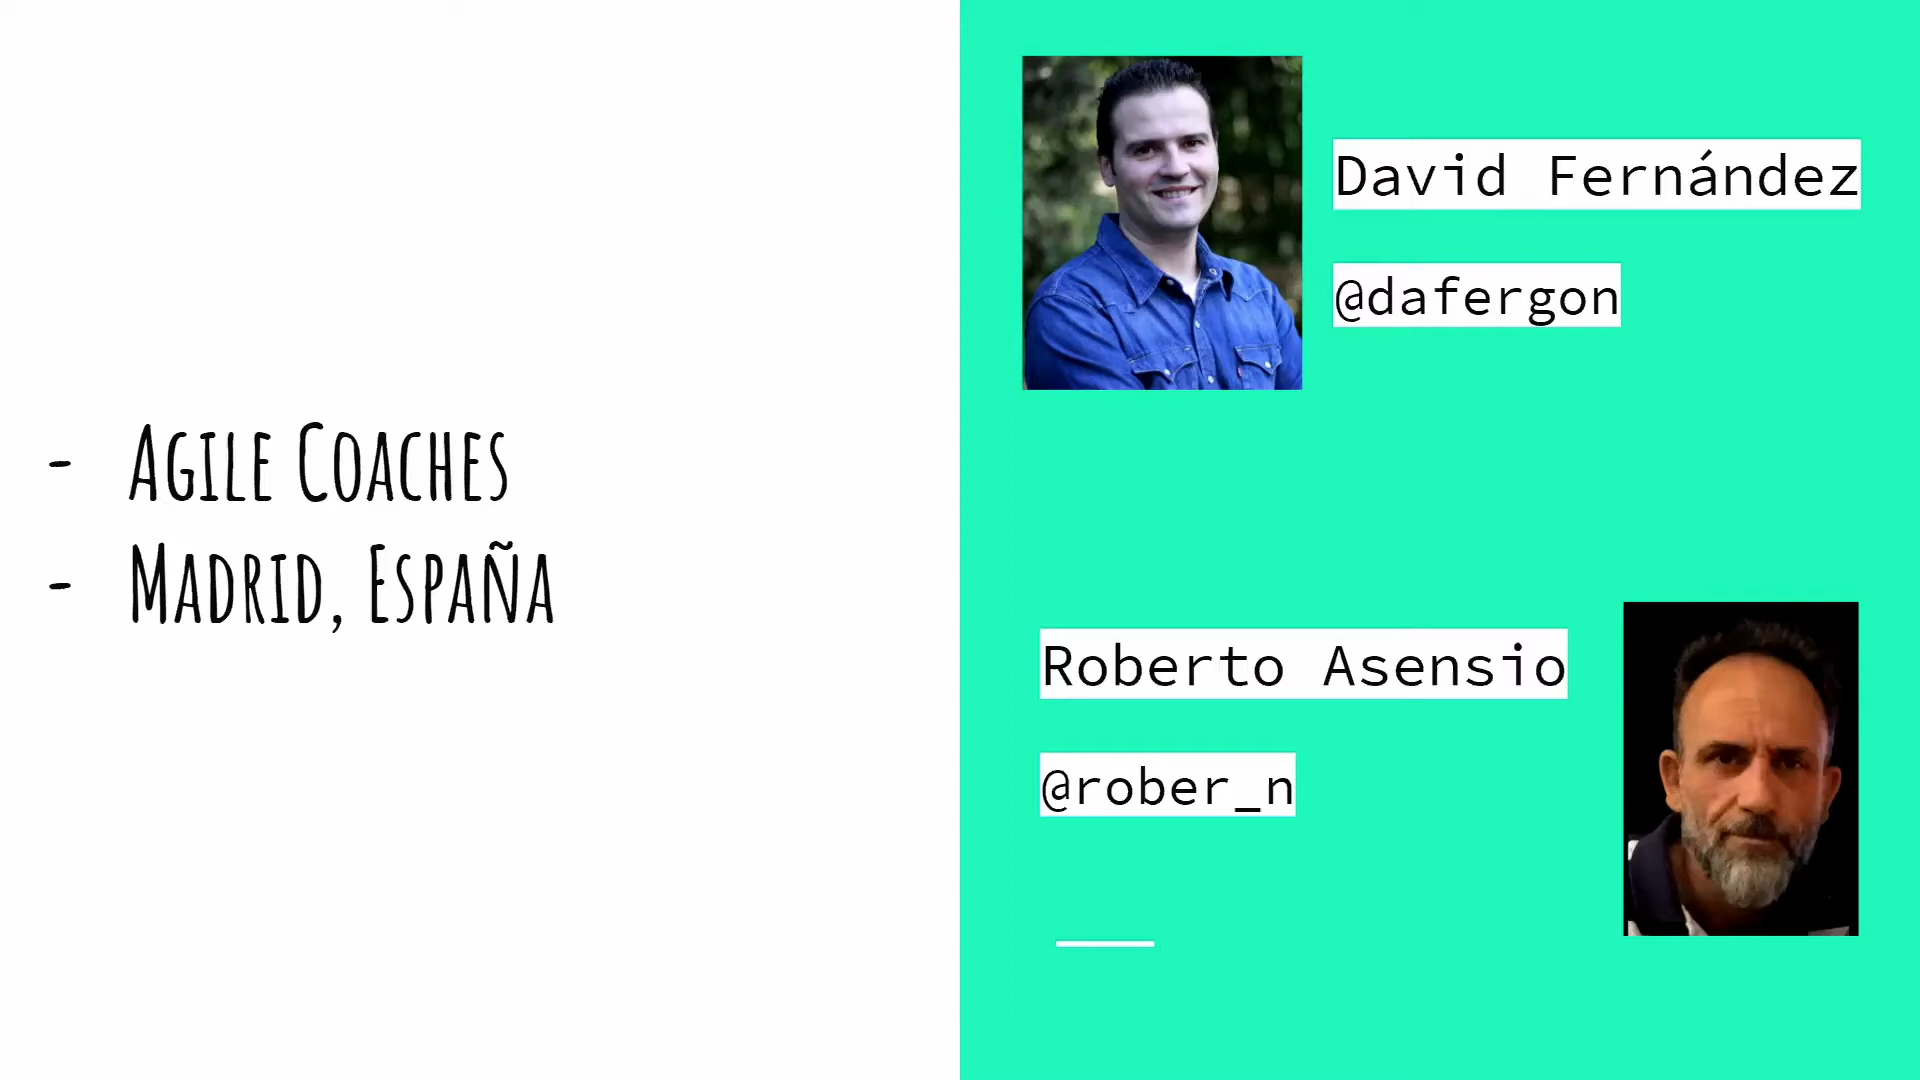 - Agile Coaches
- Madrid, España
David Fernández
@dafergon
Roberto Asensio
@rober_n